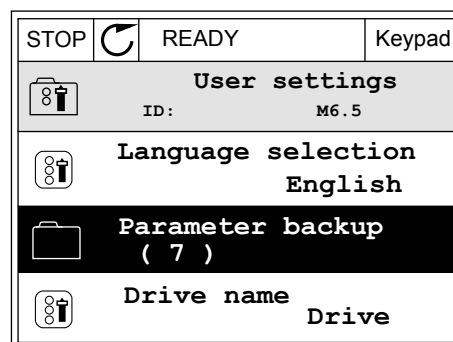 STOP READY Keypad
User settings
ID: M6.5
Language selection
English
Parameter backup
( 7 )
Drive name
Drive